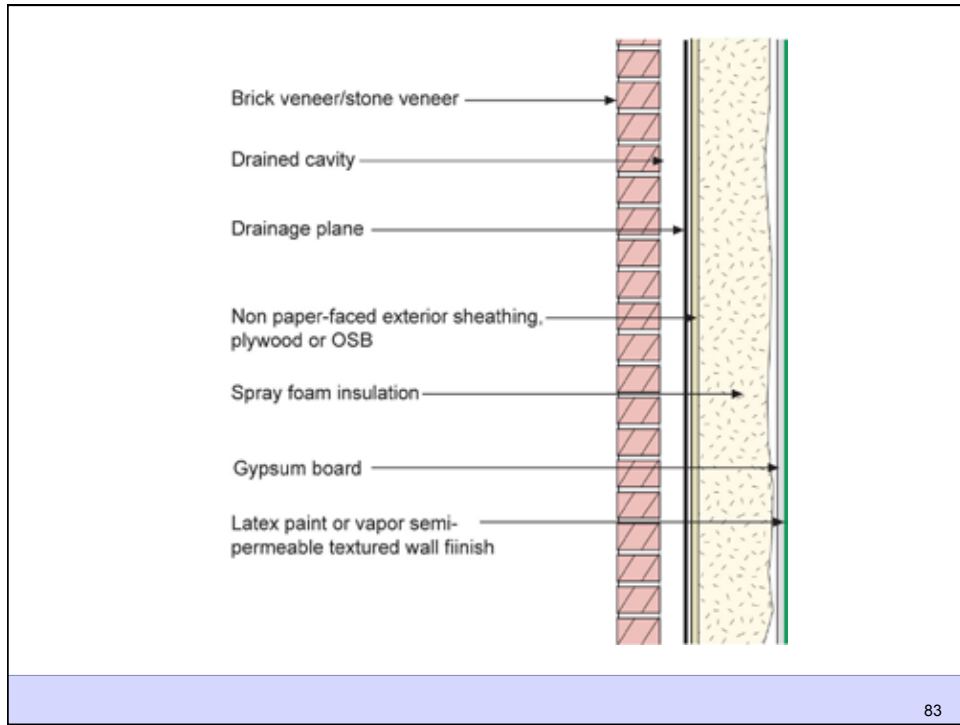 Brick veneer/stone veneer
Drained cavity
Drainage plane
Non paper-faced exterior sheathing,
plywood or OSB
Spray foam insulation
Gypsum board
Latex paint or vapor semi-
permeable textured wall fiinish
83